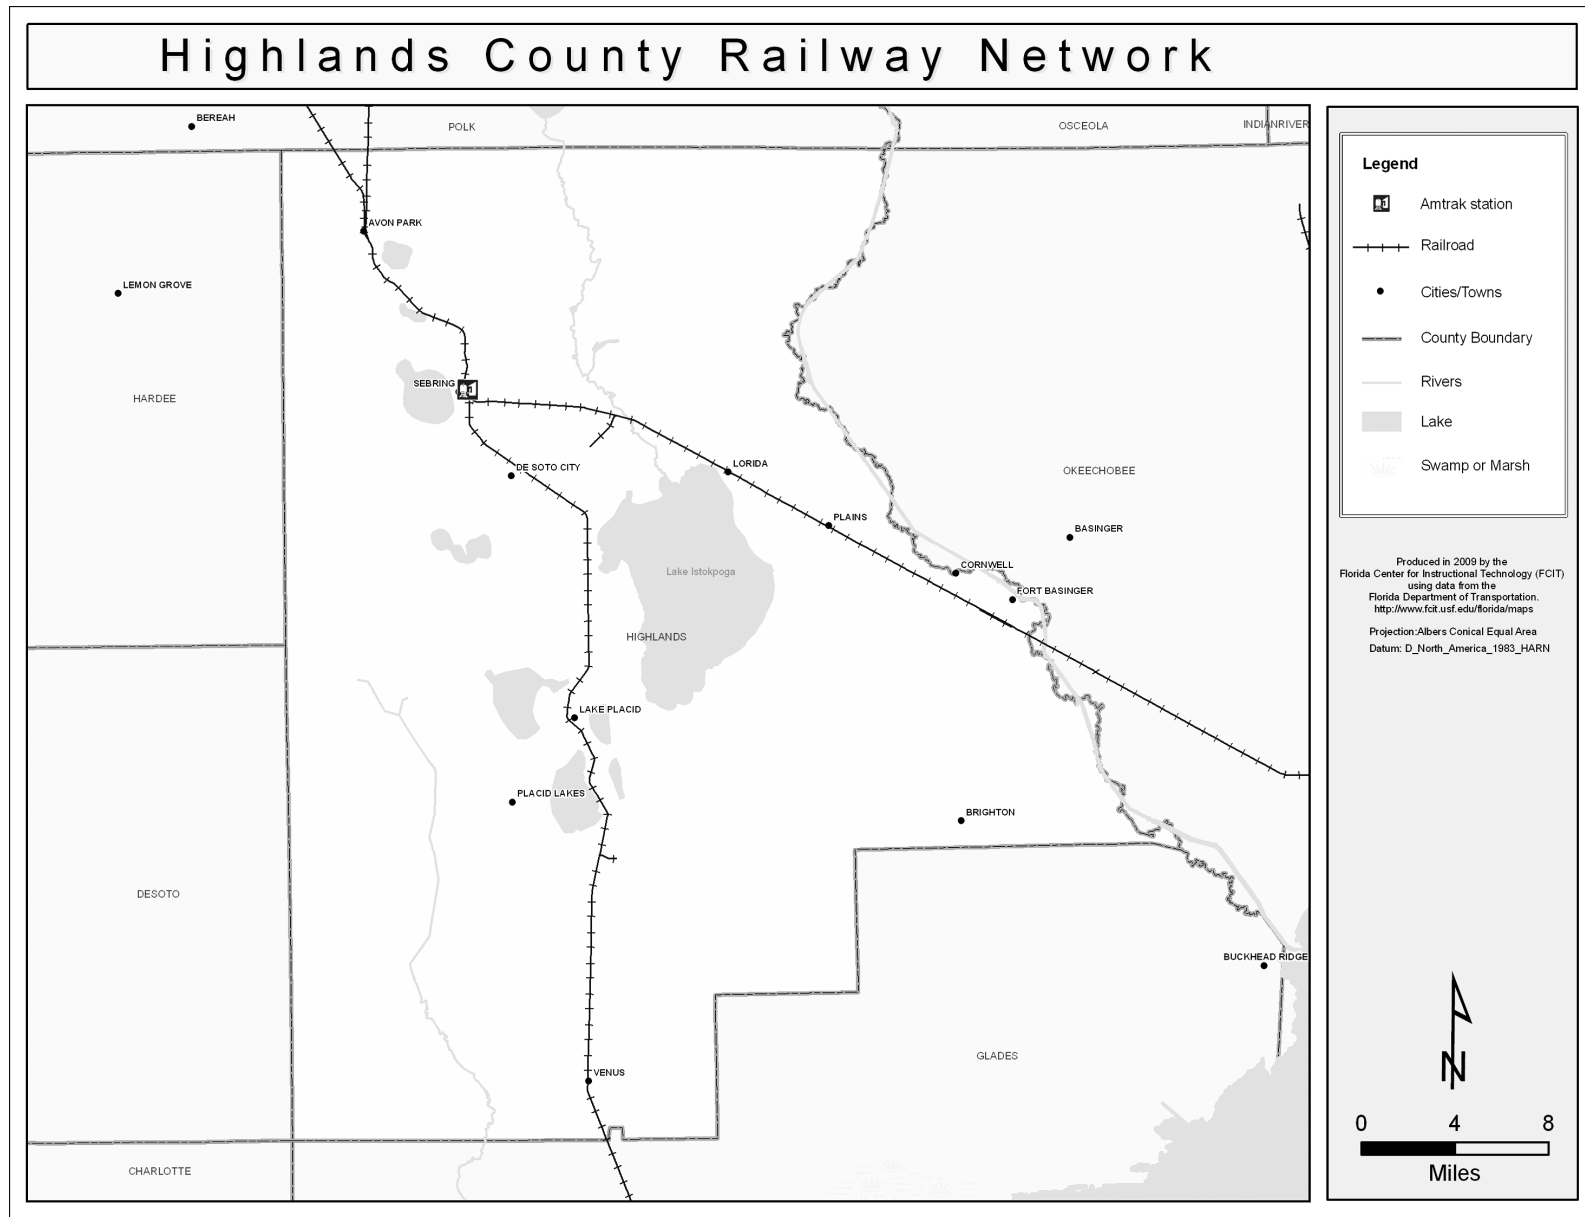 Highlands County Railway Network
BEREAH
POLK
OSCEOLA
INDIANRIVER
AVON PARK
LEMON GROVE
HARDEE
SEBRING
DE SOTO CITY
LORIDA
OKEECHOBEE
PLAINS
BASINGER
Lake Istokpoga
CORNWELL
FORT BASINGER
HIGHLANDS
LAKE PLACID
PLACID LAKES
BRIGHTON
DESOTO
BUCKHEAD RIDGE
GLADES
VENUS
CHARLOTTE
Legend
Amtrak station
Railroad
Cities/Towns
County Boundary
Rivers
Lake
Swamp or Marsh
Produced in 2009 by the
Florida Center for Instructional Technology (FCIT)
using data from the
Florida Department of Transportation.
http://www.fcit.usf.edu/florida/maps
Projection:Albers Conical Equal Area
Datum: D_North_America_1983_HARN
N
0 4 8
Miles